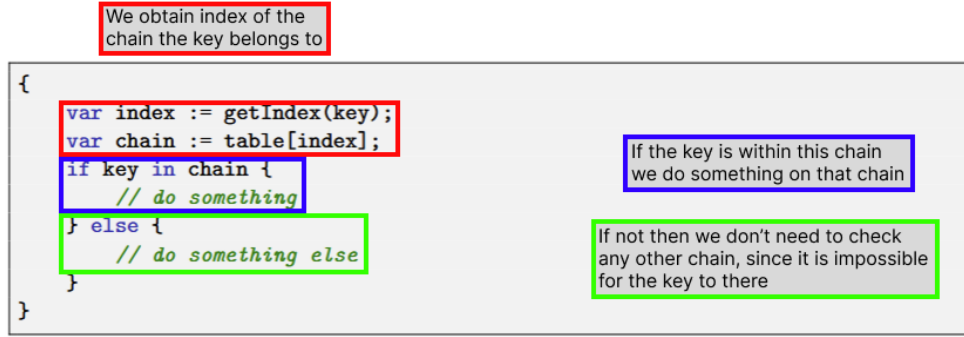 We obtain index of the
chain the key belongs to
{
var index := getIndex(key);
var chain := table[index];
if key in chain {
// do something
} else {
// do something else
}
}
If the key is within this chain
we do something on that chain
If not then we don't need to check
any other chain, since it is impossible
for the key to there